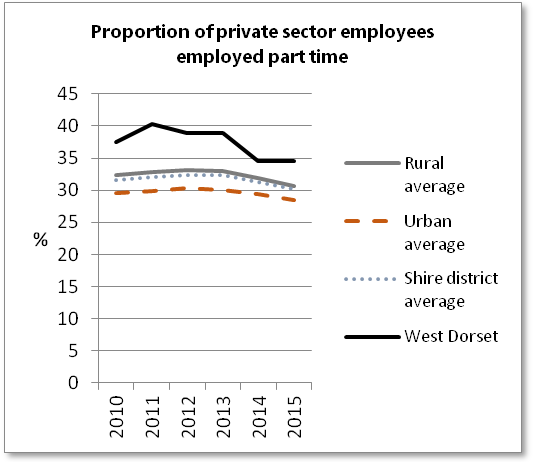 Proportion of private sector employees
employed part time
45
40
35
30
25
20
15
10
5
0
%
2010
2011
2012
2013
2014
2015
Rural
average
Urban
average
Shire district
average
West Dorset